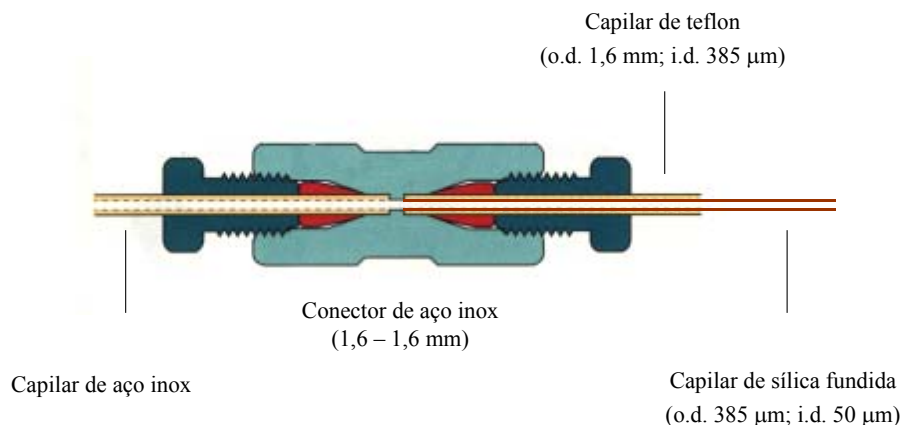 Capilar de teflon
(o.d. 1,6 mm; i.d. 385 μm)
Conector de aço inox
(1,6 – 1,6 mm)
Capilar de aço inox
Capilar de sílica fundida
(o.d. 385 μm; i.d. 50 μm)